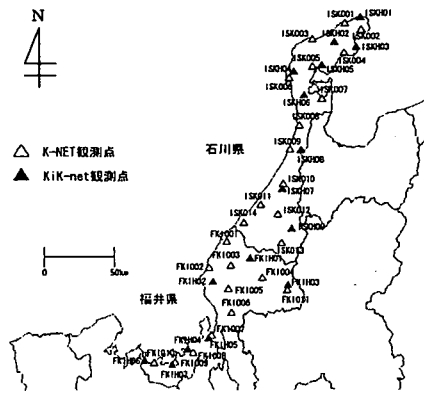 N
ISK001
ISKH01
ISK003
ISKH02
ISK002
ISKH03
ISK004
ISK005
ISKH05
ISKH04
ISK006
ISK007
ISKH06
ISK008
△ K-NET観測点
石川県
ISK009
ISKH08
▲ KiK-net観測点
ISK010
ISKH07
ISK011
ISK012
ISK014
ISKH09
FKI001
ISK013
0
50km
FKI002
FKI003
FKIH01
FKIH02
FKI004
FKIH03
福井県
FKI005
FKI006
FKI007
FKIH04
FKIH05
FKI010
FKI008
FKIH06
FKI009